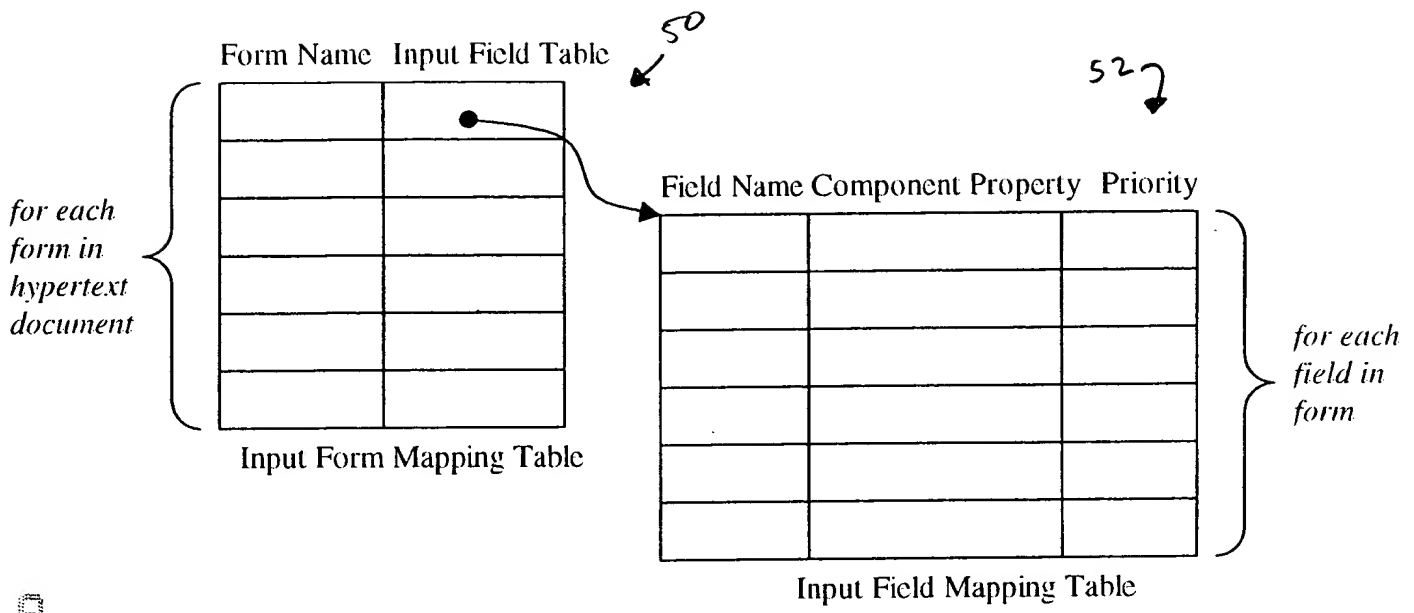 50
Form Name Input Field Table
52
Field Name Component Property Priority
for each
form in
hypertext
document
for each
field in
form
Input Form Mapping Table
Input Field Mapping Table